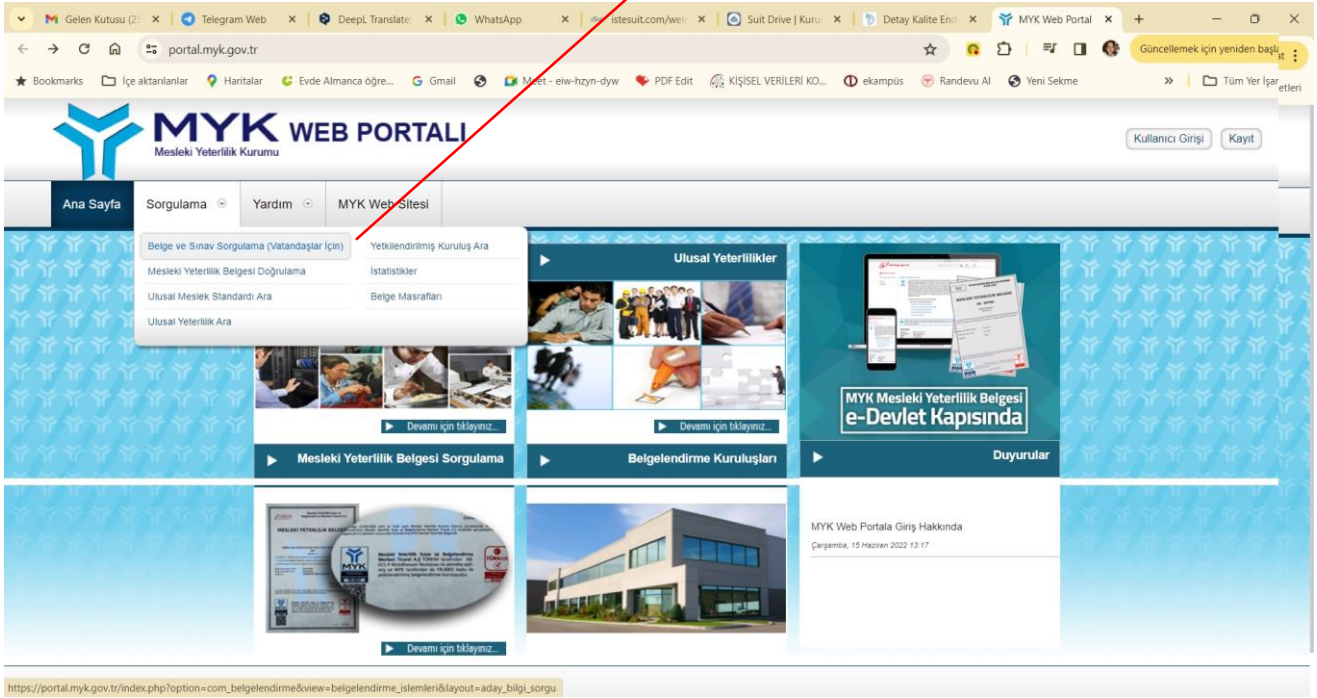 Gelen Kutusu (25
Telegram Web
DeepL Translate:
WhatsApp
istesuit.com/wel
Suit Drive | Kuru
Detay Kalite End
MYK Web Portal
portal.myk.gov.tr
Güncellemek için yeniden başlat
Bookmarks
İçe aktarılanlar
Haritalar
Evde Almanca öğre...
Gmail
Meet - eiw-hzyn-dyw
PDF Edit
KİŞİSEL VERİLERİ KO...
ekampüs
Randevu Al
Yeni Sekme
Tüm Yer İşaretleri
MYK WEB PORTALI
Mesleki Yeterlilik Kurumu
Kullanıcı Girişi
Kayıt
Ana Sayfa
Sorgulama
Yardım
MYK Web Sitesi
Belge ve Sınav Sorgulama (Vatandaşlar İçin)
Yetkilendirilmiş Kuruluş Ara
Mesleki Yeterlilik Belgesi Doğrulama
İstatistikler
Ulusal Meslek Standardı Ara
Belge Masrafları
Ulusal Yeterlilik Ara
Ulusal Yeterlilikler
MESLEKİ YETERLİLİK BELGESİ
MYK Mesleki Yeterlilik Belgesi
e-Devlet Kapısında
Devamı için tıklayınız...
Devamı için tıklayınız...
Mesleki Yeterlilik Belgesi Sorgulama
Belgelendirme Kuruluşları
Duyurular
MYK Web Portala Giriş Hakkında
Çarşamba, 15 Haziran 2022 13:17
MESLEKİ YETERLİLİK
MYK
Devamı için tıklayınız...
https://portal.myk.gov.tr/index.php?option=com_belgelendirme&view=belgelendirme_islemleri&layout=aday_bilgi_sorgu